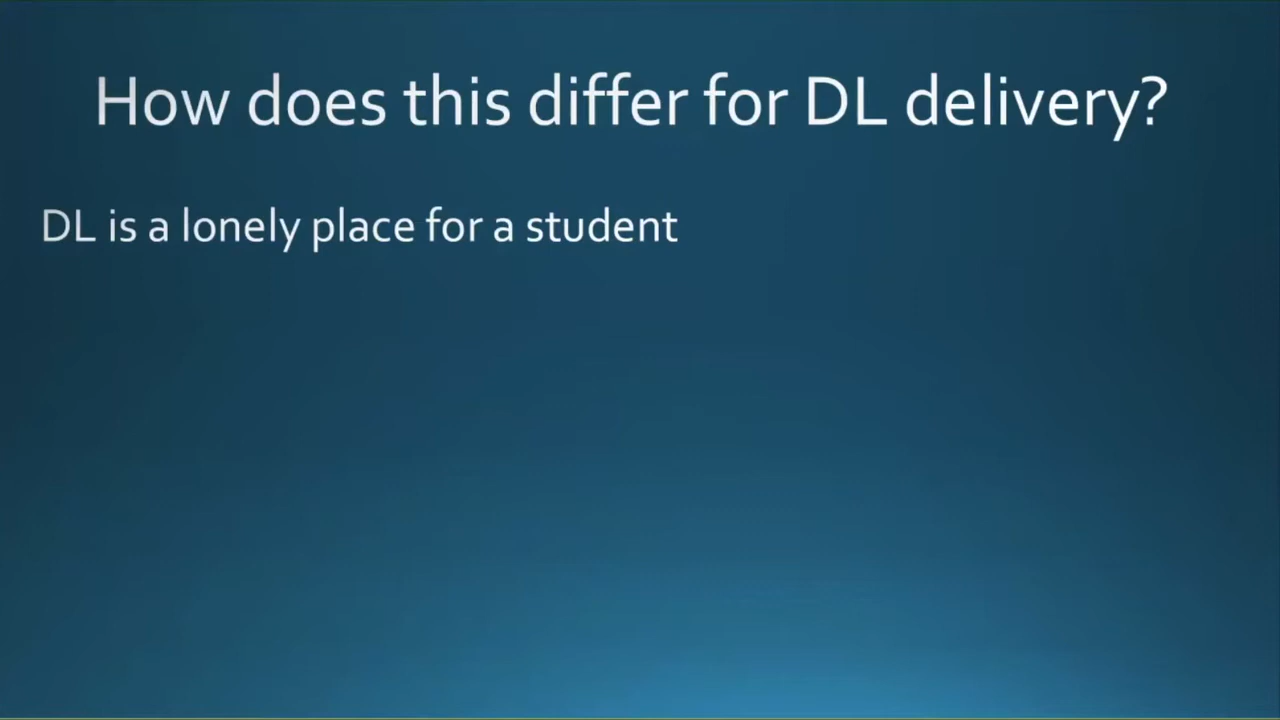 How does this differ for DL delivery?
DL is a lonely place for a student